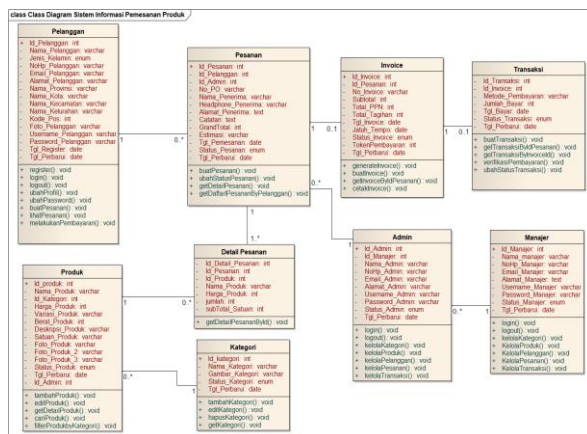 class Class Diagram Sistem Informasi Pemesanan Produk
Pelanggan
+ Id_Pelanggan: int
- Nama_Pelanggan: varchar
- Jenis_Kelamin: enum
- NoHp_Pelanggan: varchar
- Email_Pelanggan: varchar
- Alamat_Pelanggan: varchar
- Nama_Provinsi: varchar
- Nama_Kota: varchar
- Nama_Kecamatan: varchar
- Nama_Kelurahan: varchar
- Kode_Pos: int
- Foto_Pelanggan: varchar
- Username_Pelanggan: varchar
- Password_Pelanggan: varchar
- Tgl_Register: date
- Tgl_Perbarui: date
+ register(): void
+ login(): void
+ logout(): void
+ ubahProfil(): void
+ ubahPassword(): void
+ buatPesanan(): void
+ lihatPesanan(): void
+ melakukanPembayaran(): void
1
0..*
Pesanan
+ Id_Pesanan: int
- Id_Pelanggan: int
- Id_Admin: int
- No_PO: varchar
- Nama_Penerima: varchar
- Headphone_Penerima: varchar
- Alamat_Penerima: text
- Catatan: text
- GrandTotal: int
- Estimasi: varchar
- Tgl_Pemesanan: date
- Status_Pesanan: enum
- Tgl_Perbarui: date
+ buatPesanan(): void
+ ubahStatusPesanan(): void
+ getDetailPesanan(): void
+ getDaftarPesananByPelanggan(): void
1
0..1
Invoice
+ Id_Invoice: int
- Id_Pesanan: int
- No_Invoice: varchar
- Subtotal: int
- Total_PPN: int
- Total_Tagihan: int
- Tgl_Invoice: date
- Jatuh_Tempo: date
- Status_Invoice: enum
- TokenPembayaran: int
- Tgl_Perbarui: date
+ generateInvoice(): void
+ buatInvoice(): void
+ getInvoiceByIdPesanan(): void
+ cetakInvoice(): void
1
0..1
Transaksi
+ Id_Transaksi: int
- Id_Invoice: int
- Metode_Pembayaran: varchar
- Jumlah_Bayar: int
- Tgl_Bayar: date
- Status_Transaksi: enum
- Tgl_Perbarui: date
+ buatTransaksi(): void
+ getTransaksiByIdPesanan(): void
+ getTransaksiByInvoiceId(): void
+ verifikasiPembayaran(): void
+ ubahStatusTransaksi(): void
0..*
1
1
1..*
Detail Pesanan
+ Id_Detail_Pesanan: int
- Id_Pesanan: int
- Id_Produk: int
- Nama_Produk: varchar
- Harga_Produk: int
- jumlah: int
- subTotal_Satuan: int
+ getDetailPesananById(): void
Admin
+ Id_Admin: int
- Id_Manajer: int
- Nama_Admin: varchar
- NoHp_Admin: varchar
- Email_Admin: varchar
- Alamat_Admin: varchar
- Username_Admin: varchar
- Password_Admin: varchar
- Status_Admin: enum
- Tgl_Perbarui: date
+ login(): void
+ logout(): void
+ kelolaKategori(): void
+ kelolaProduk(): void
+ kelolaPelanggan(): void
+ kelolaPesanan(): void
+ kelolaTransaksi(): void
0..*
1
Manajer
+ Id_Manajer: int
- Nama_manajer: varchar
- NoHp_Manajer: varchar
- Email_Manajer: varchar
- Alamat_Manajer: text
- Username_Manajer: varchar
- Password_Manajer: varchar
- Status_Manajer: enum
- Tgl_Perbarui: date
+ login(): void
+ logout(): void
+ kelolaKategori(): void
+ KelolaProduk(): void
+ KelolaPelanggan(): void
+ KelolaPesanan(): void
+ kelolaTransaksi(): void
Produk
+ Id_produk: int
- Nama_Produk: varchar
- Id_Kategori: int
- Harga_Produk: int
- Variasi_Produk: varchar
- Berat_Produk: int
- Deskripsi_Produk: varchar
- Satuan_Produk: varchar
- Foto_Produk: varchar
- Foto_Produk_2: varchar
- Foto_Produk_3: varchar
- Status_Produk: enum
- Tgl_Perbarui: date
- Id_Admin: int
+ tambahProduk(): void
+ editProduk(): void
+ getDetailProduk(): void
+ cariProduk(): void
+ filterProdukbyKategori(): void
1
0..*
0..*
1
Kategori
+ Id_kategori: int
- Nama_Kategori: varchar
- Gambar_Kategori: varchar
- Status_Kategori: enum
- Tgl_Perbarui: date
+ tambahKategori(): void
+ editKategori(): void
+ hapusKategori(): void
+ getKategori(): void